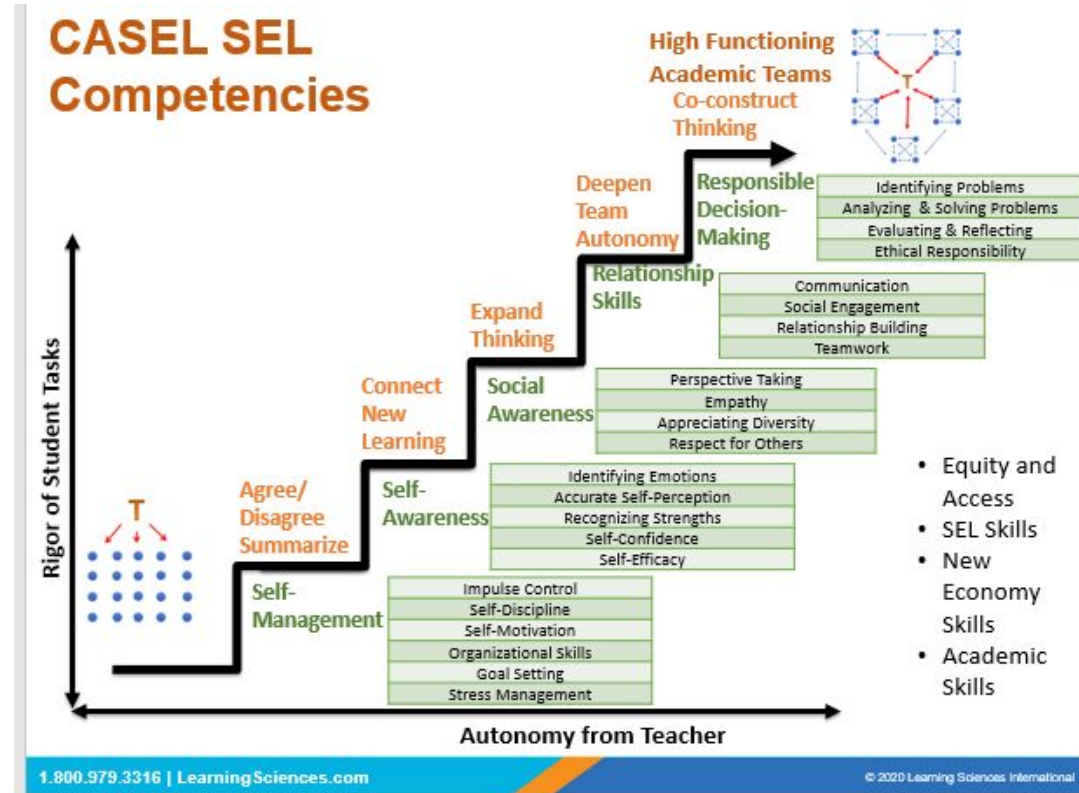 CASEL SEL
Competencies
High Functioning
Academic Teams
Co-construct
Thinking
T
Deepen
Team
Autonomy
Responsible
Decision-
Making
Identifying Problems
Analyzing & Solving Problems
Evaluating & Reflecting
Ethical Responsibility
Relationship
Skills
Communication
Social Engagement
Relationship Building
Teamwork
Expand
Thinking
Social
Awareness
Perspective Taking
Empathy
Appreciating Diversity
Respect for Others
Connect
New
Learning
Self-
Awareness
Identifying Emotions
Accurate Self-Perception
Recognizing Strengths
Self-Confidence
Self-Efficacy
Agree/
Disagree
Summarize
Self-
Management
Impulse Control
Self-Discipline
Self-Motivation
Organizational Skills
Goal Setting
Stress Management
T
Rigor of Student Tasks
Autonomy from Teacher
• Equity and
Access
• SEL Skills
• New
Economy
Skills
• Academic
Skills
1.800.979.3316 | LearningSciences.com
© 2020 Learning Sciences International